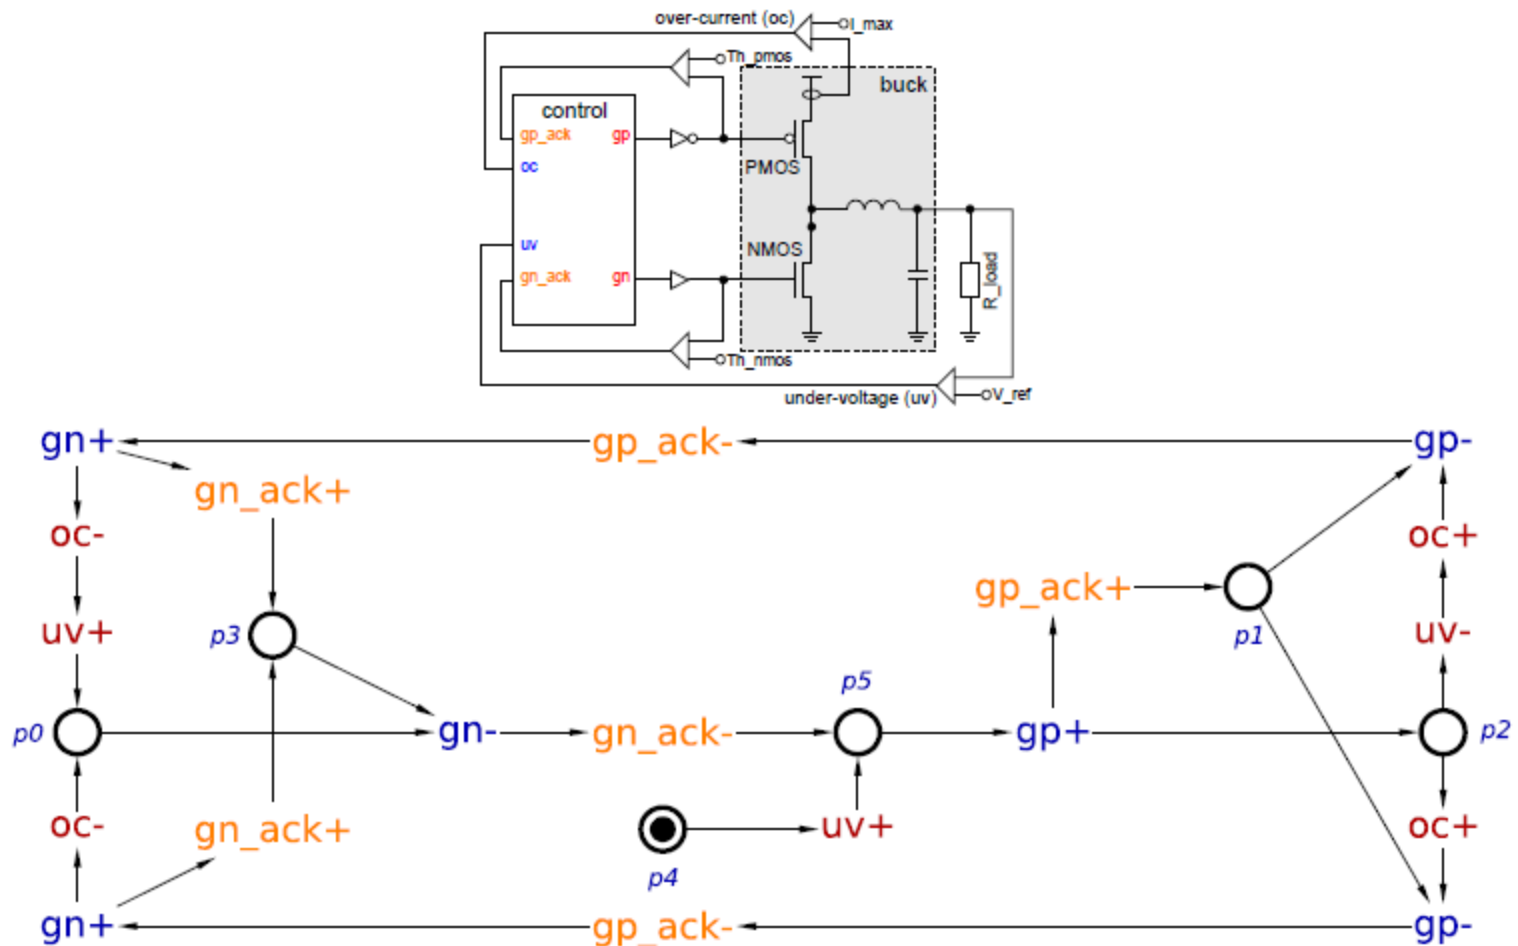 over-current (oc)
I_max
Th_pmos
buck
control
gp_ack
gp
oc
PMOS
uv
NMOS
gn_ack
gn
R_load
Th_nmos
under-voltage (uv)
V_ref
gn+
gp_ack-
gp-
gn_ack+
oc-
oc+
gp_ack+
uv+
p3
p1
uv-
p5
p0
gn-
gn_ack-
gp+
p2
oc-
gn_ack+
uv+
oc+
p4
gn+
gp_ack-
gp-